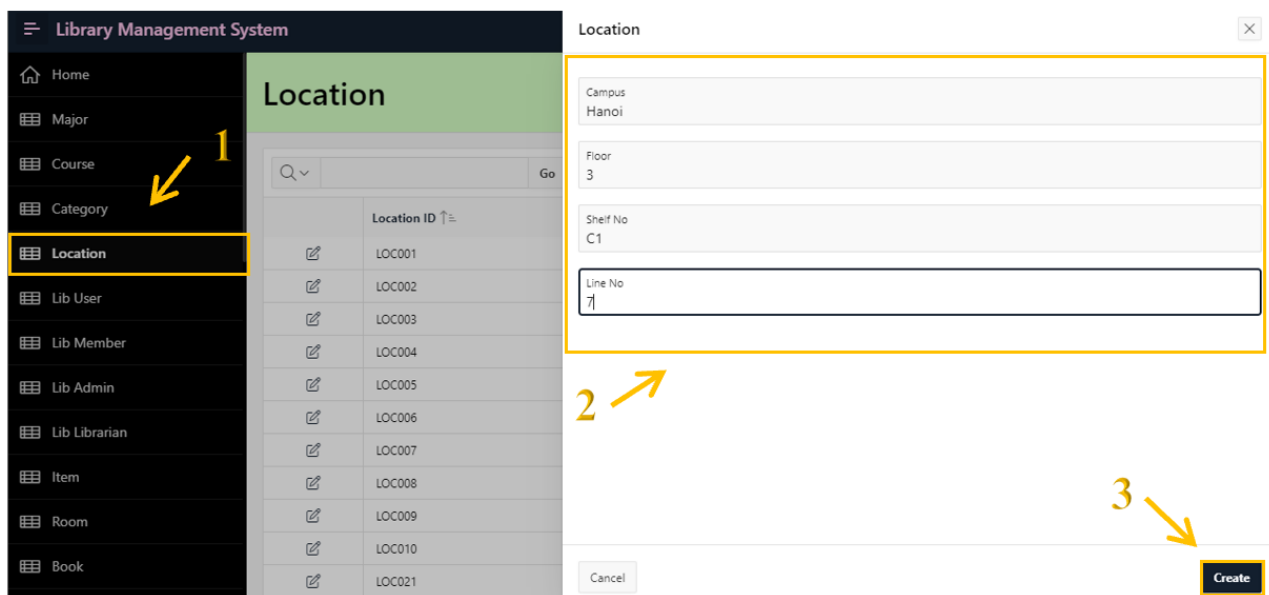 Library Management System
Home
Major
Course
Category
Location
Lib User
Lib Member
Lib Admin
Lib Librarian
Item
Room
Book
1
Location
Go
Location ID
LOC001
LOC002
LOC003
LOC004
LOC005
LOC006
LOC007
LOC008
LOC009
LOC010
LOC021
Location
Campus
Hanoi
Floor
3
Shelf No
C1
Line No
7
2
3
Cancel
Create